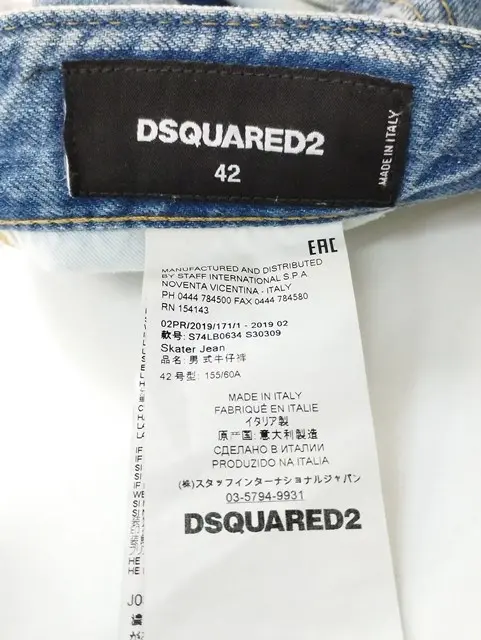 DSQUARED2
42
MADE IN ITALY
EAC
MANUFACTURED AND DISTRIBUTED
BY STAFF INTERNATIONAL S.P.A
NOVENTA VICENTINA - ITALY
PH 0444 784500 FAX 0444 784580
RN 154143
02PR/2019/171/1 - 2019 02
款号: S74LB0634 S30309
Skater Jean
品名: 男式牛仔裤
42 号型: 155/60A
MADE IN ITALY
FABRIQUÉ EN ITALIE
イタリア製
原产国: 意大利製造
СДЕЛАНО В ИТАЛИИ
PRODUZIDO NA ITALIA
(株)スタッフインターナショナルジャパン
03-5794-9931
DSQUARED2